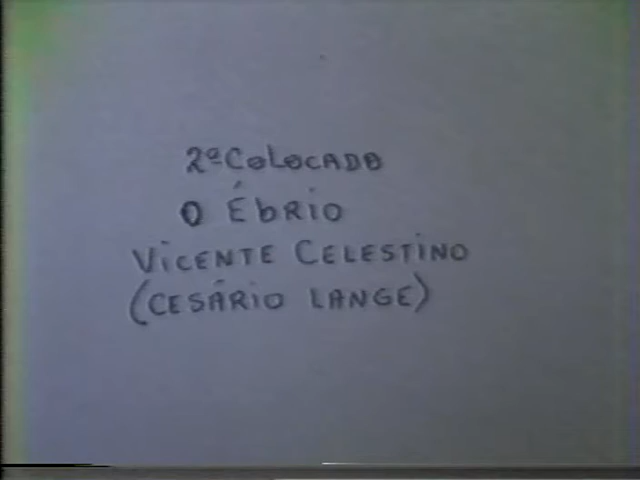 2º COLOCADO
O ÉBRIO
VICENTE CELESTINO
(CESÁRIO LANGE)